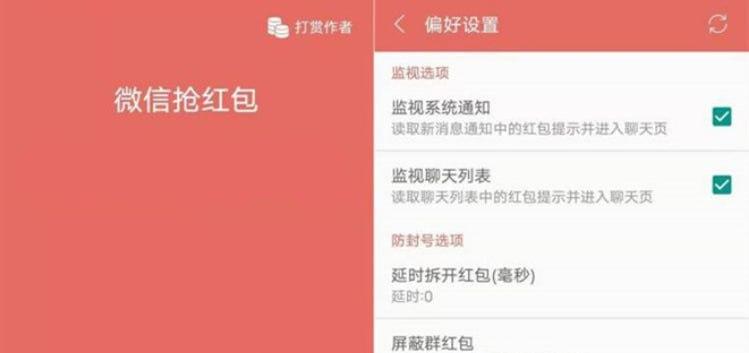 打赏作者
微信抢红包
偏好设置
监视选项
监视系统通知
读取新消息通知中的红包提示并进入聊天页
监视聊天列表
读取聊天列表中的红包提示并进入聊天页
防封号选项
延时拆开红包(毫秒)
延时:0
屏蔽群红包